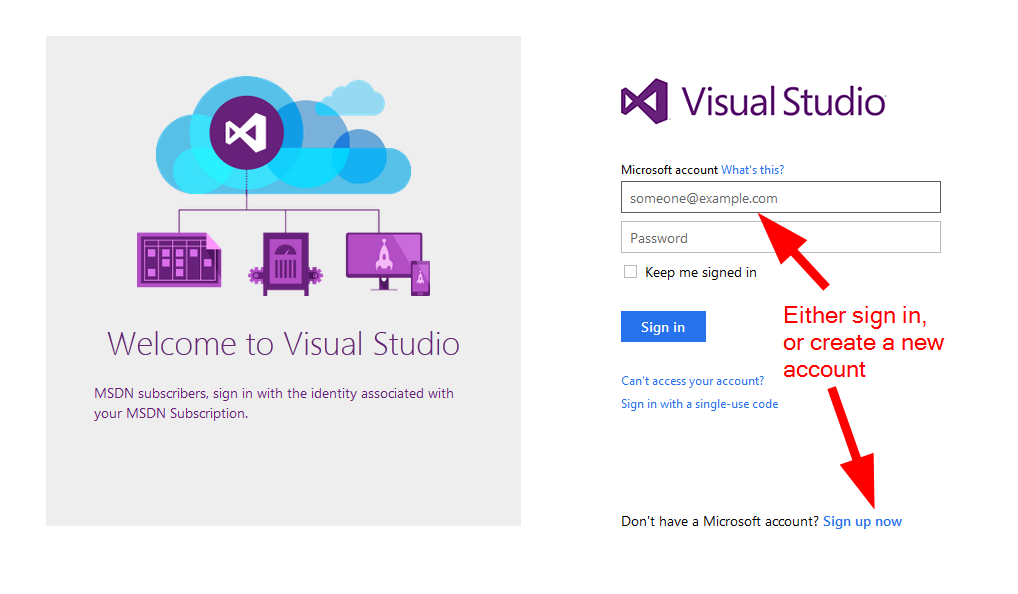 Welcome to Visual Studio
MSDN subscribers, sign in with the identity associated with
your MSDN Subscription.
Visual Studio
Microsoft account What's this?
someone@example.com
Password
Keep me signed in
Sign in
Either sign in,
or create a new
account
Can't access your account?
Sign in with a single-use code
Don't have a Microsoft account? Sign up now